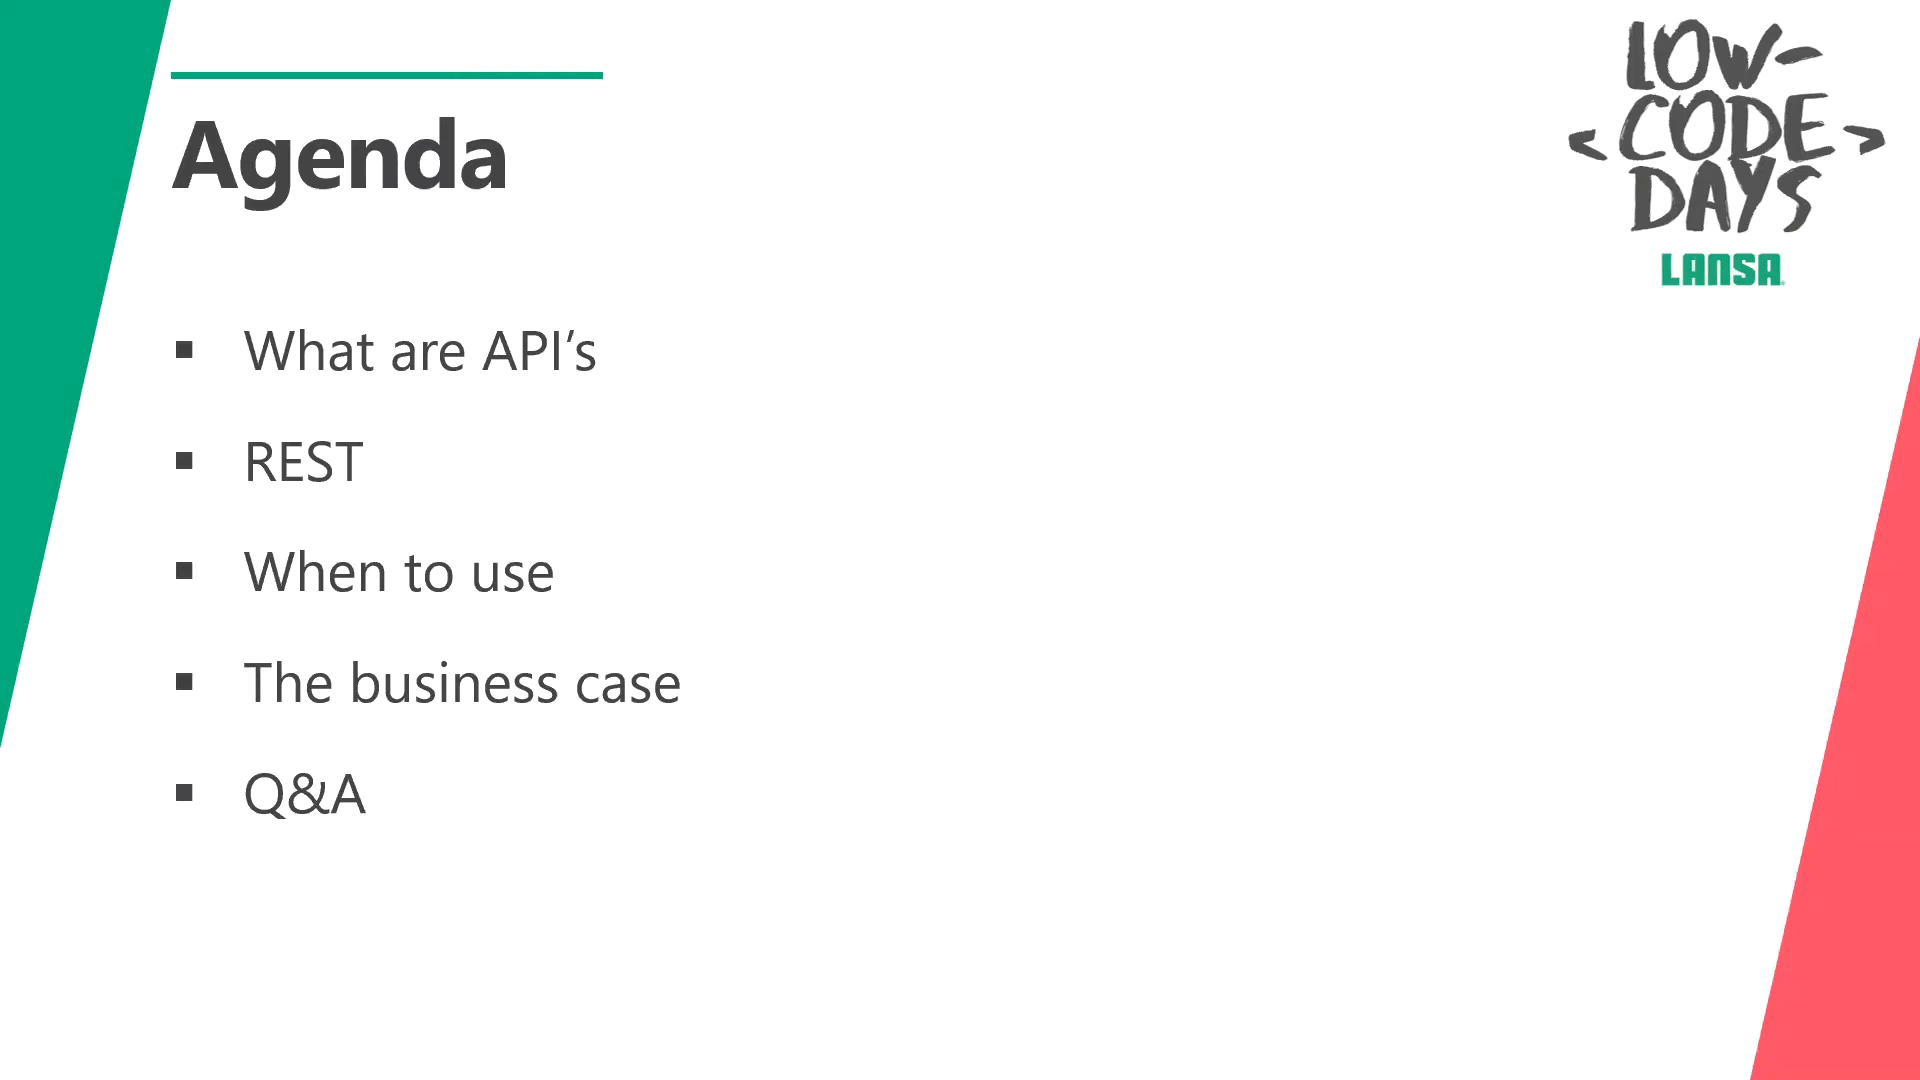 LOW-
<CODE>
DAYS
LANSA
Agenda
▪ What are API’s
▪ REST
▪ When to use
▪ The business case
▪ Q&A